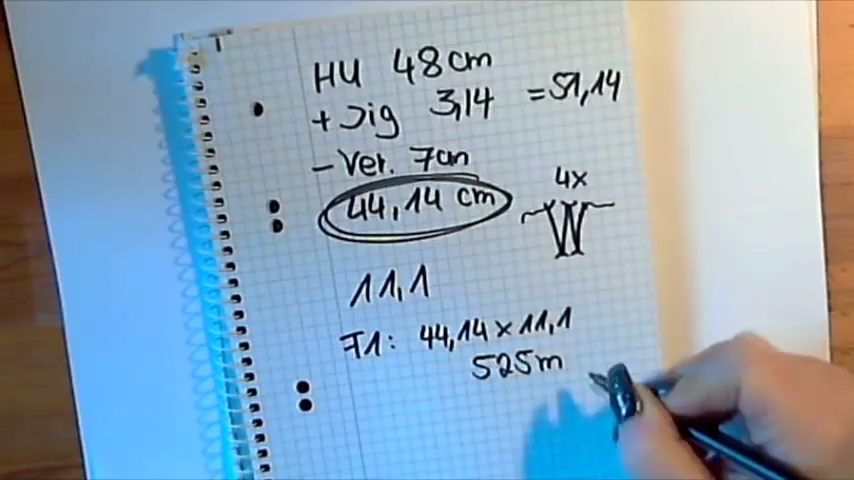 HU 48cm
+ Jig 3,14 = 51,14
- Ver. 7cm
44,14 cm
4x
11,1
F1: 44,14 x 11,1
525m